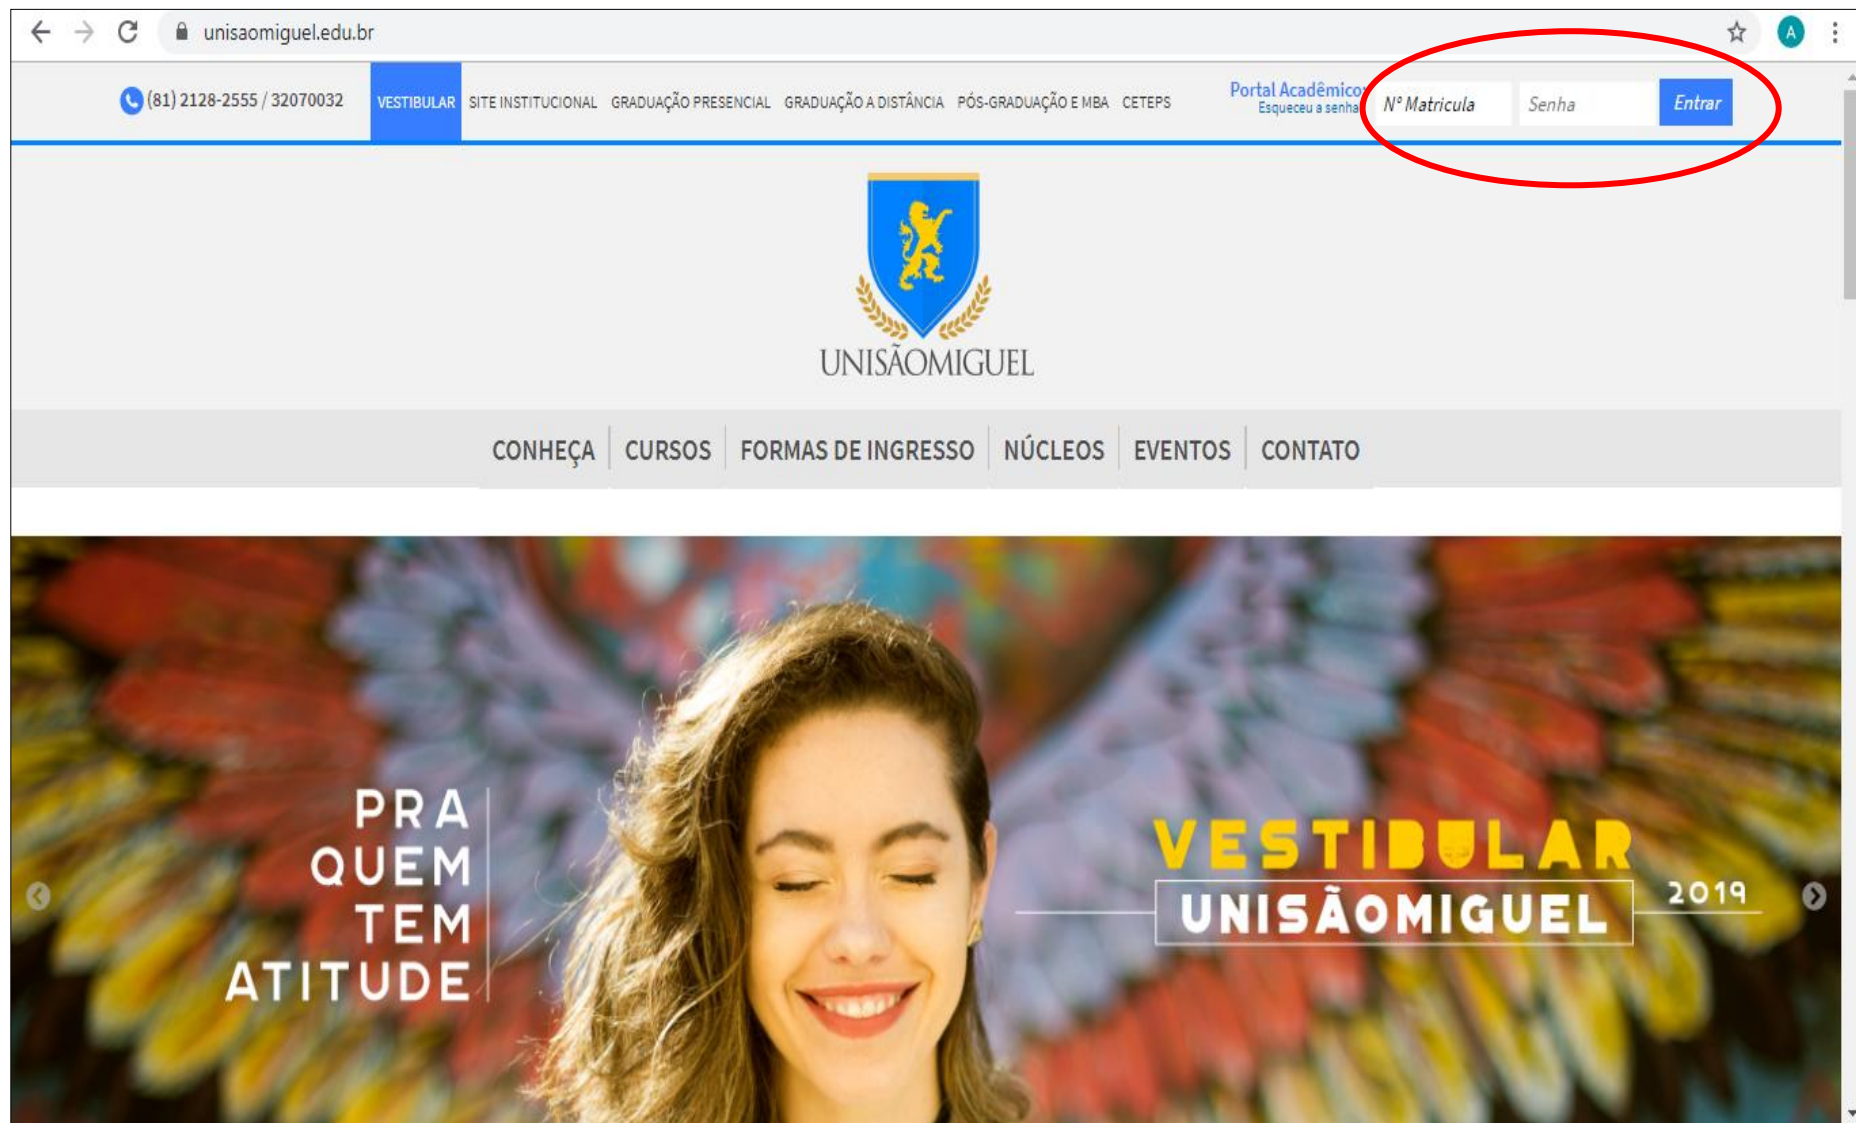 unisaomiguel.edu.br
A
(81) 2128-2555 / 32070032
VESTIBULAR SITE INSTITUCIONAL GRADUAÇÃO PRESENCIAL GRADUAÇÃO A DISTÂNCIA PÓS-GRADUAÇÃO E MBA CETEPS
Portal Acadêmico:
Esqueceu a senha
Nº Matricula Senha Entrar
UNISÃOMIGUEL
CONHEÇA CURSOS FORMAS DE INGRESSO NÚCLEOS EVENTOS CONTATO
PRA
QUEM
TEM
ATITUDE
VESTIBULAR
UNISÃOMIGUEL
2019